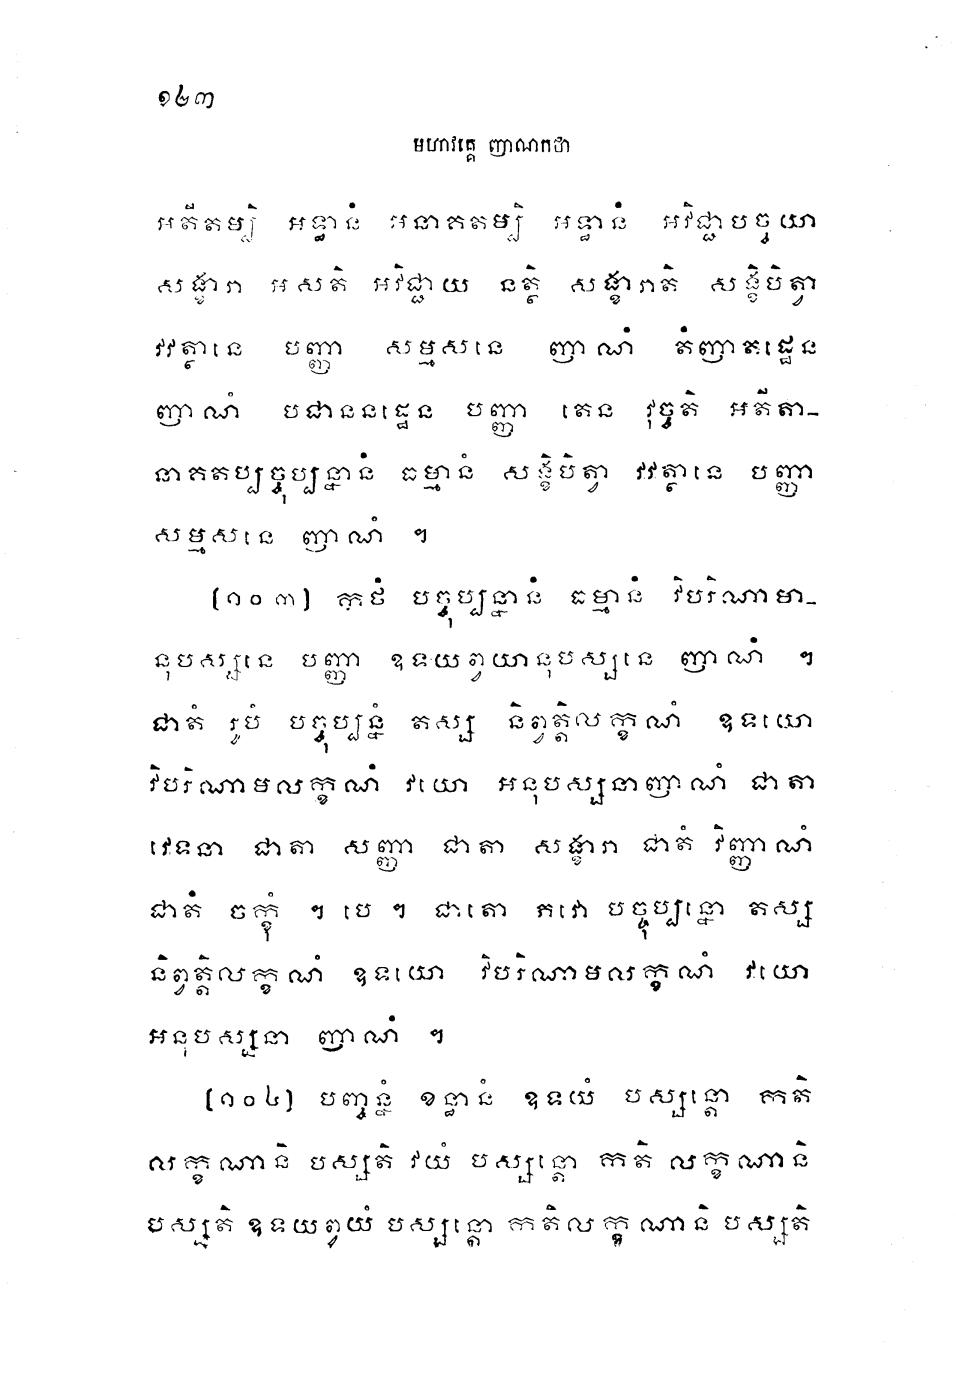 ១៤៣
មហាវគ្គេ ញាណកថា
អតីតម្បិ អទ្ធានំ អនាគតម្បិ អទ្ធានំ អវិជ្ជាបច្ចយា
សង្ខារា អសតិ អវិជ្ជាយ នត្ថិ សង្ខារាតិ សង្ខិបិត្វា
វវត្ថានេ បញ្ញា សម្មសនេ ញាណំ តំញាតដ្ឋេន
ញាណំ បជាននដ្ឋេន បញ្ញា តេន វុច្ចតិ អតីតា-
នាគតប្បច្ចុប្បន្នានំ ធម្មានំ សង្ខិបិត្វា វវត្ថានេ បញ្ញា
សម្មសនេ ញាណំ ។
(១០៣) កថំ បច្ចុប្បន្នានំ ធម្មានំ វិបរិណាមា-
នុបស្សនេ បញ្ញា ឧទយព្វយានុបស្សនេ ញាណំ ។
ជាតំ រូបំ បច្ចុប្បន្នំ តស្ស និព្វត្តិលក្ខណំ ឧទយោ
វិបរិណាមលក្ខណំ វយោ អនុបស្សនាញាណំ ជាតា
វេទនា ជាតា សញ្ញា ជាតា សង្ខារា ជាតំ វិញ្ញាណំ
ជាតំ ចក្ខុំ ។ បេ ។ ជាតោ ភវោ បច្ចុប្បន្នោ តស្ស
និព្វត្តិលក្ខណំ ឧទយោ វិបរិណាមលក្ខណំ វយោ
អនុបស្សនា ញាណំ ។
(១០៤) បញ្ចន្នំ ខន្ធានំ ឧទយំ បស្សន្តោ កតិ
លក្ខណានិ បស្សតិ វយំ បស្សន្តោ កតិ លក្ខណានិ
បស្សតិ ឧទយព្វយំ បស្សន្តោ កតិលក្ខណានិ បស្សតិ